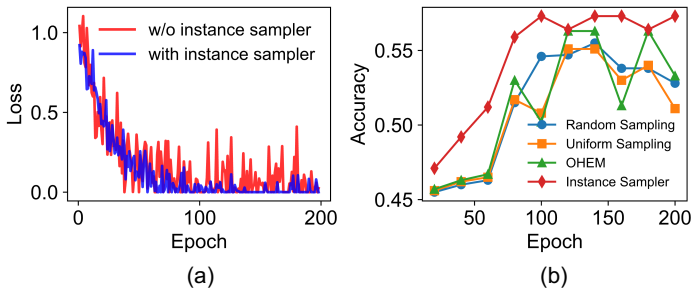 1.0
0.5
0.0
Loss
w/o instance sampler
with instance sampler
0
100
200
Epoch
(a)
0.55
0.50
0.45
Accuracy
Random Sampling
Uniform Sampling
OHEM
Instance Sampler
50
100
150
200
Epoch
(b)